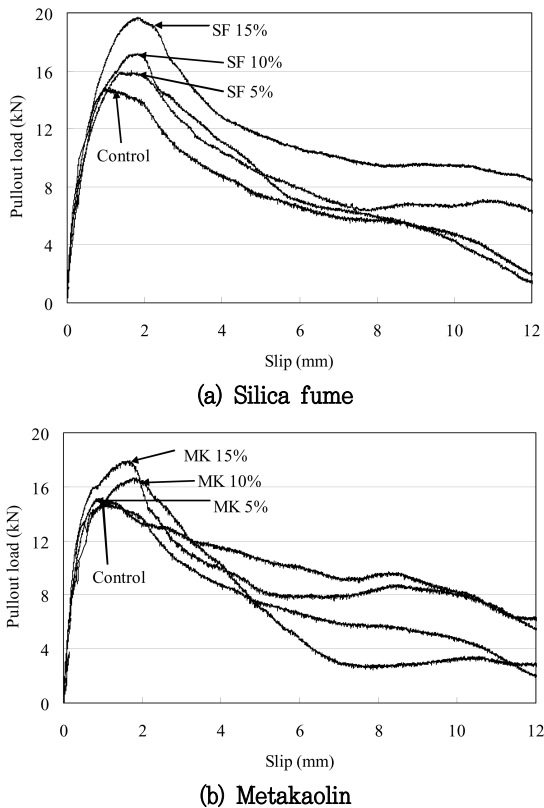 20
SF 15%
SF 10%
16
SF 5%
12
Control
Pullout load (kN)
8
4
0
0 2 4 6 8 10 12
Slip (mm)
(a) Silica fume
20
MK 15%
MK 10%
16
MK 5%
12
Control
Pullout load (kN)
8
4
0
0 2 4 6 8 10 12
Slip (mm)
(b) Metakaolin